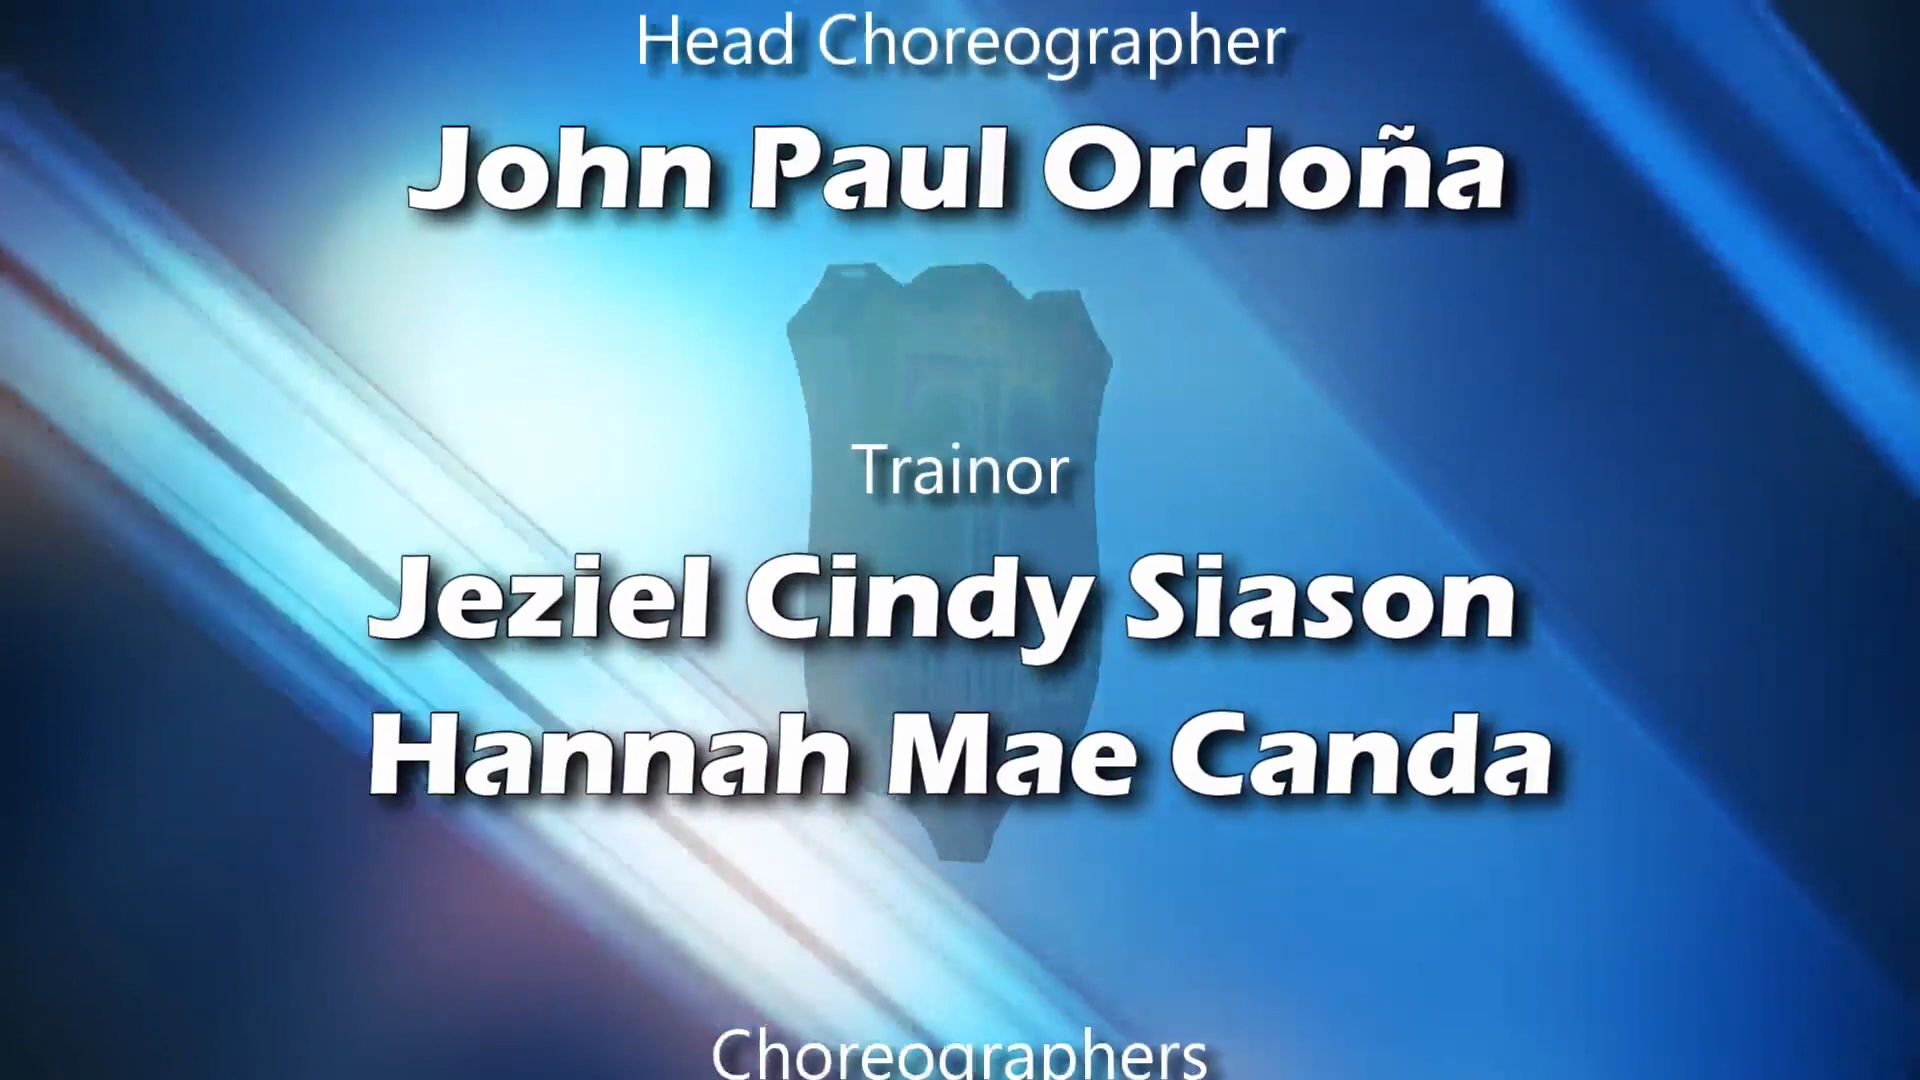 Head Choreographer
John Paul Ordoña
Trainor
Jeziel Cindy Siason
Hannah Mae Canda
Choreographers